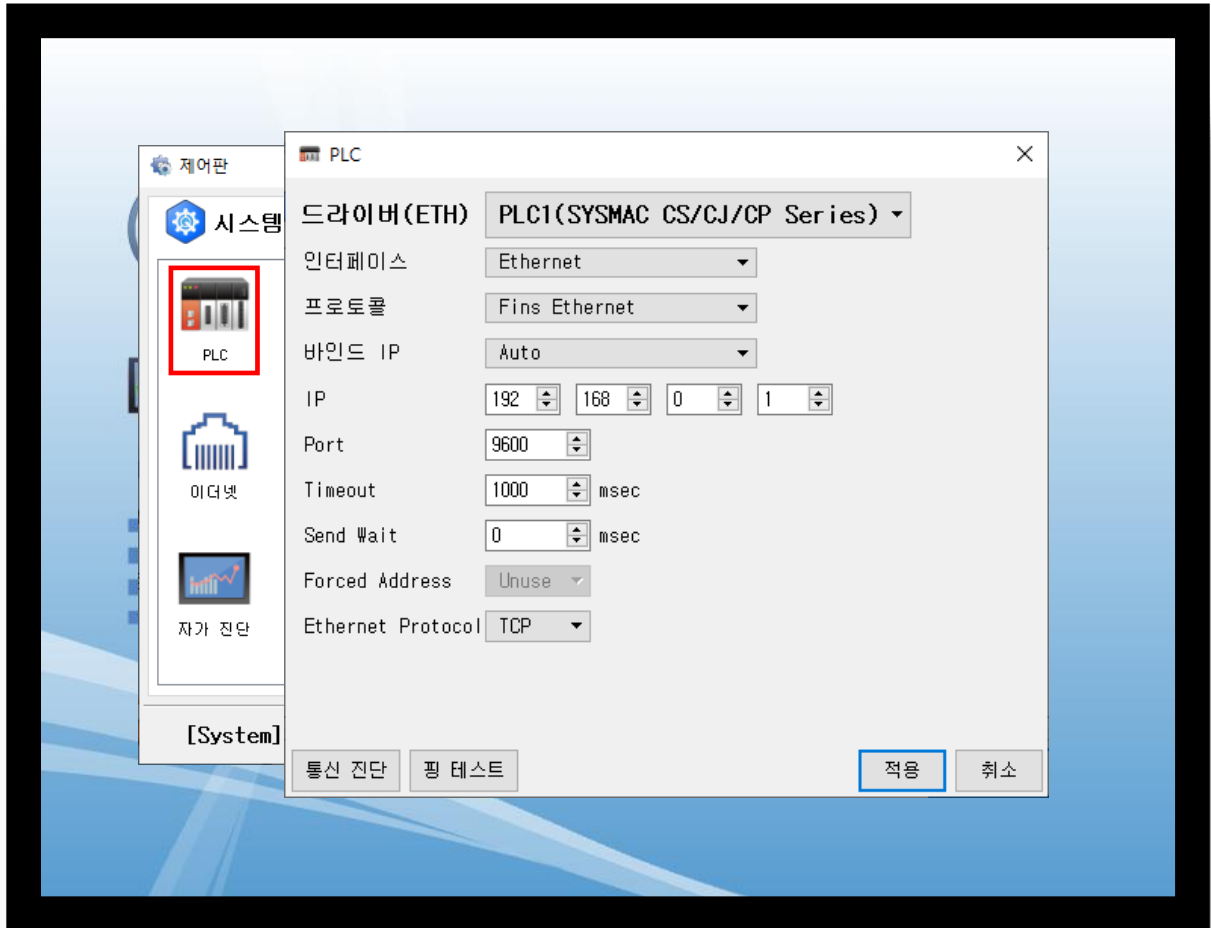 제어판
시스템
PLC
이더넷
자가 진단
[System]
PLC
드라이버(ETH) PLC1(SYSMAC CS/CJ/CP Series)
인터페이스 Ethernet
프로토콜 Fins Ethernet
바인드 IP Auto
IP 192 168 0 1
Port 9600
Timeout 1000 msec
Send Wait 0 msec
Forced Address Unuse
Ethernet Protocol TCP
통신 진단 핑 테스트 적용 취소